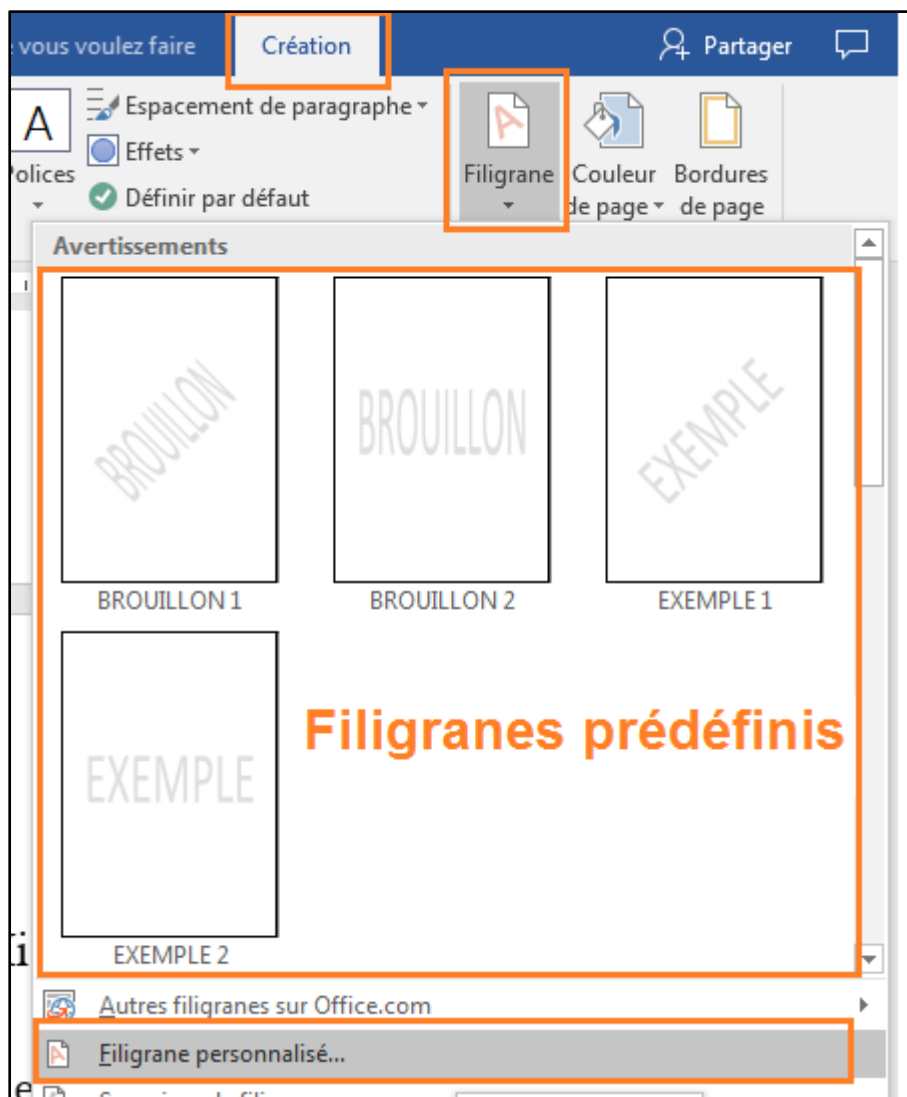 vous voulez faire Création Partager
A Espacement de paragraphe
Effets
Polices Filigrane Couleur Bordures
Définir par défaut de page de page
Avertissements
BROUILLON BROUILLON EXEMPLE
BROUILLON 1 BROUILLON 2 EXEMPLE 1
EXEMPLE
Filigranes prédéfinis
EXEMPLE 2
Autres filigranes sur Office.com
Filigrane personnalisé...